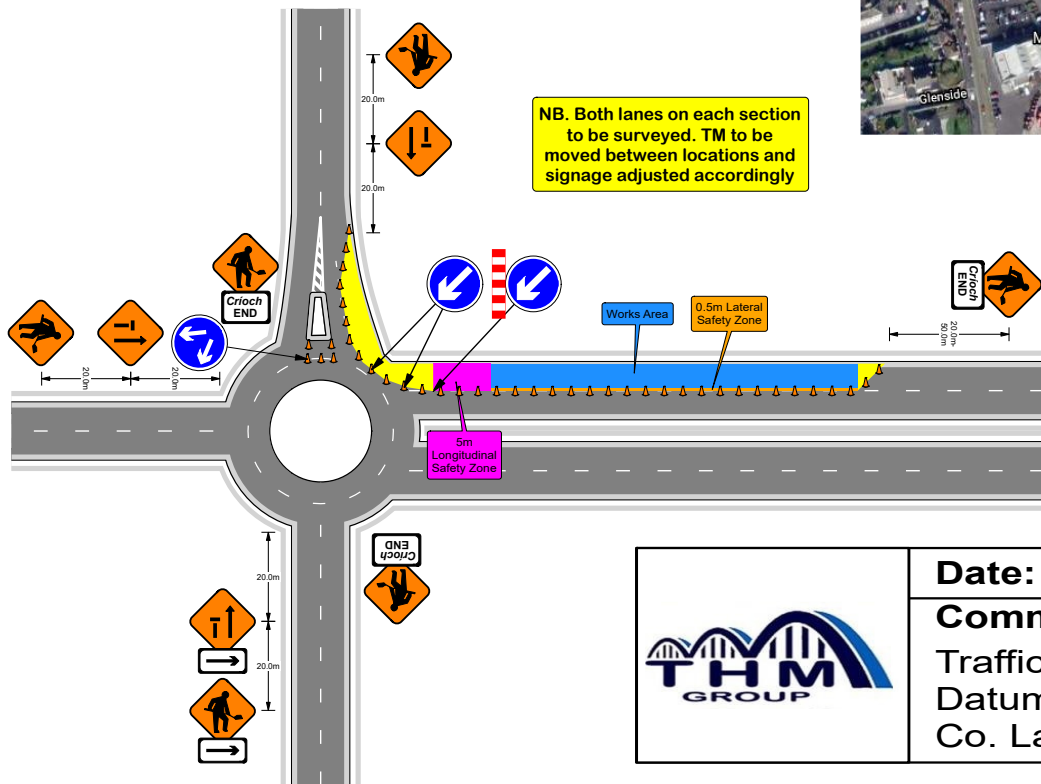 20.0m
20.0m
NB. Both lanes on each section
to be surveyed. TM to be
moved between locations and
signage adjusted accordingly
Glenside
M
Críoch
END
20.0m
20.0m
Works Area
0.5m Lateral
Safety Zone
Críoch
END
20.0m-
50.0m
5m
Longitudinal
Safety Zone
Críoch
END
20.0m
20.0m
THM
GROUP
Date:
Comm
Traffic
Datum
Co. La